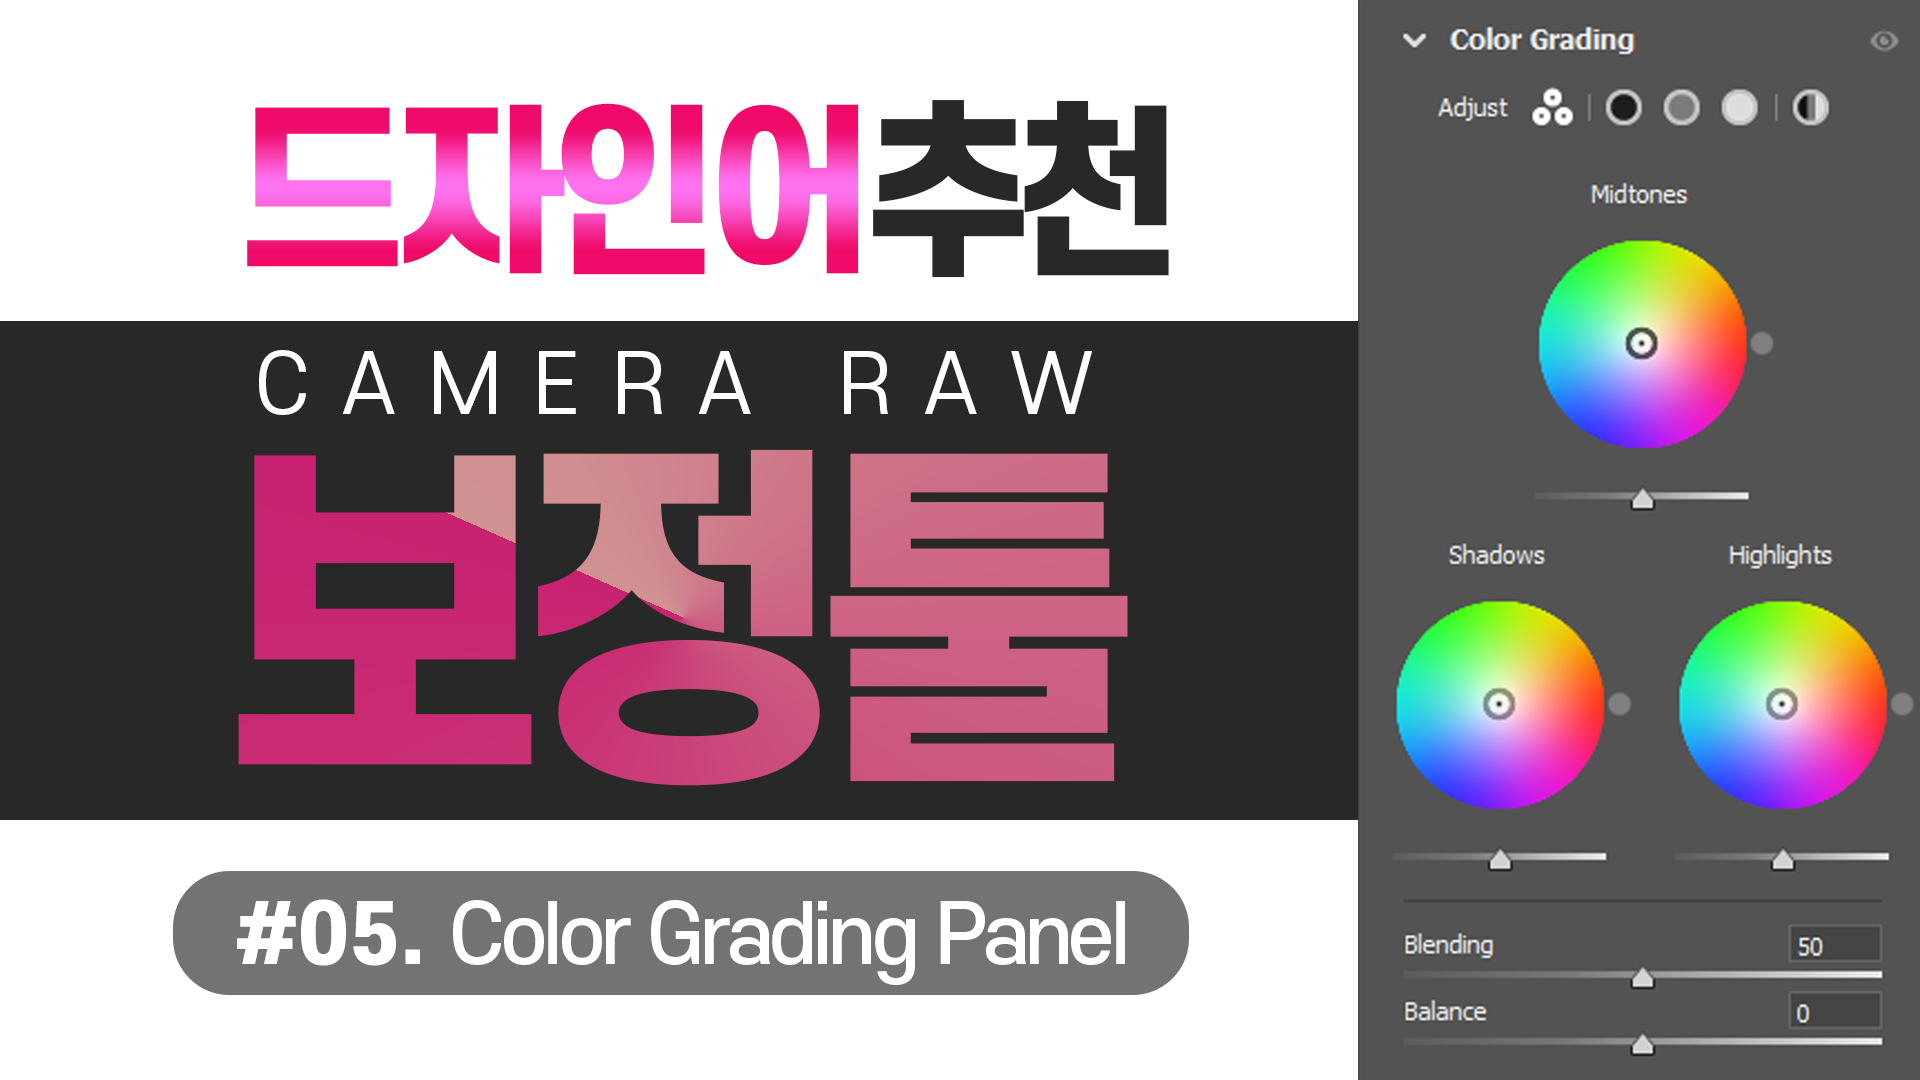 드자인어추천
CAMERA RAW
보정툴
#05. Color Grading Panel
Color Grading
Adjust
Midtones
Shadows
Highlights
Blending
50
Balance
0